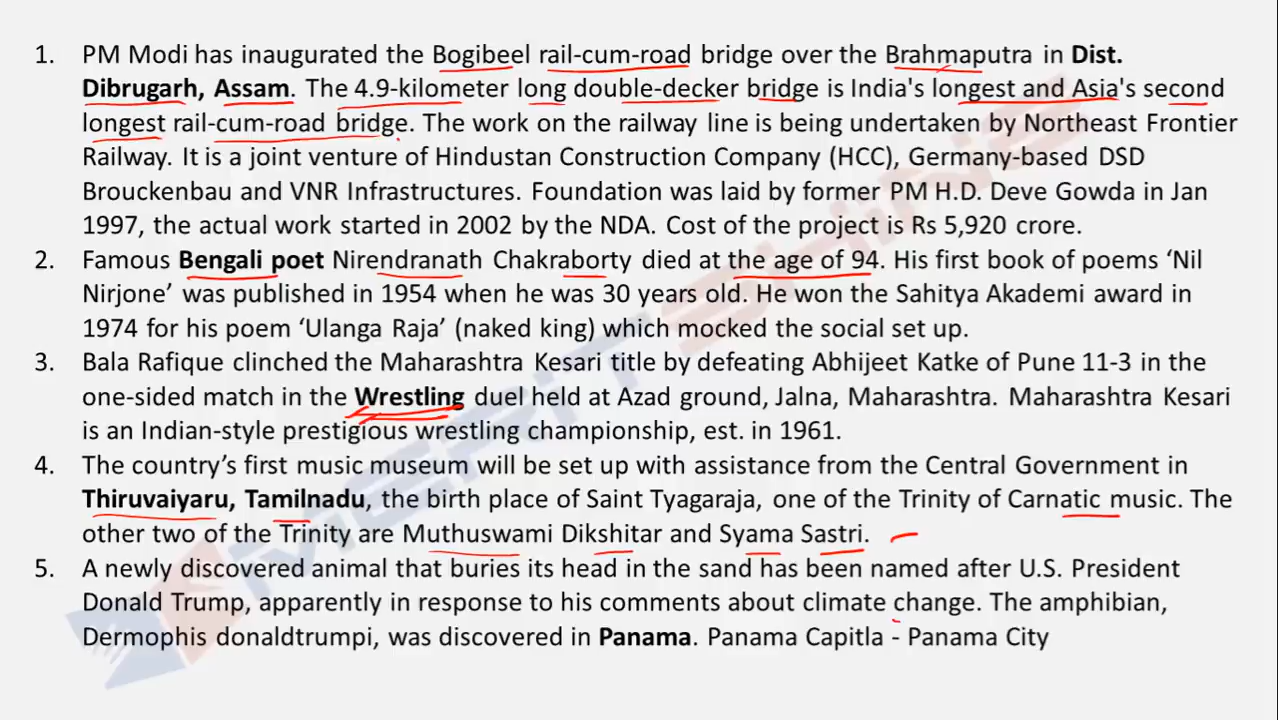 1. PM Modi has inaugurated the Bogibeel rail-cum-road bridge over the Brahmaputra in Dist.
Dibrugarh, Assam. The 4.9-kilometer long double-decker bridge is India's longest and Asia's second
longest rail-cum-road bridge. The work on the railway line is being undertaken by Northeast Frontier
Railway. It is a joint venture of Hindustan Construction Company (HCC), Germany-based DSD
Brouckenbau and VNR Infrastructures. Foundation was laid by former PM H.D. Deve Gowda in Jan
1997, the actual work started in 2002 by the NDA. Cost of the project is Rs 5,920 crore.
2. Famous Bengali poet Nirendranath Chakraborty died at the age of 94. His first book of poems ‘Nil
Nirjone’ was published in 1954 when he was 30 years old. He won the Sahitya Akademi award in
1974 for his poem ‘Ulanga Raja’ (naked king) which mocked the social set up.
3. Bala Rafique clinched the Maharashtra Kesari title by defeating Abhijeet Katke of Pune 11-3 in the
one-sided match in the Wrestling duel held at Azad ground, Jalna, Maharashtra. Maharashtra Kesari
is an Indian-style prestigious wrestling championship, est. in 1961.
4. The country’s first music museum will be set up with assistance from the Central Government in
Thiruvaiyaru, Tamilnadu, the birth place of Saint Tyagaraja, one of the Trinity of Carnatic music. The
other two of the Trinity are Muthuswami Dikshitar and Syama Sastri.
5. A newly discovered animal that buries its head in the sand has been named after U.S. President
Donald Trump, apparently in response to his comments about climate change. The amphibian,
Dermophis donaldtrumpi, was discovered in Panama. Panama Capitla - Panama City
MERIT SHINE